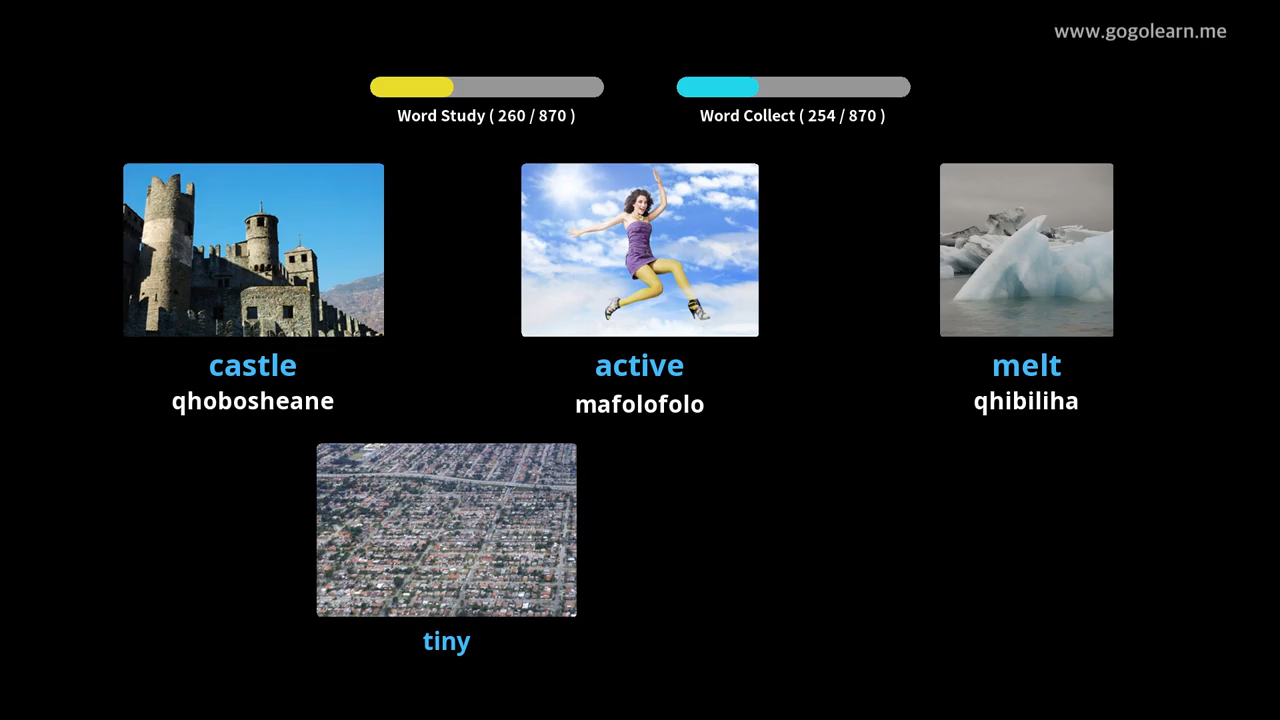 www.gogolearn.me
Word Study ( 260 / 870 )
Word Collect ( 254 / 870 )
castle
qhobosheane
active
mafolofolo
melt
qhibiliha
tiny